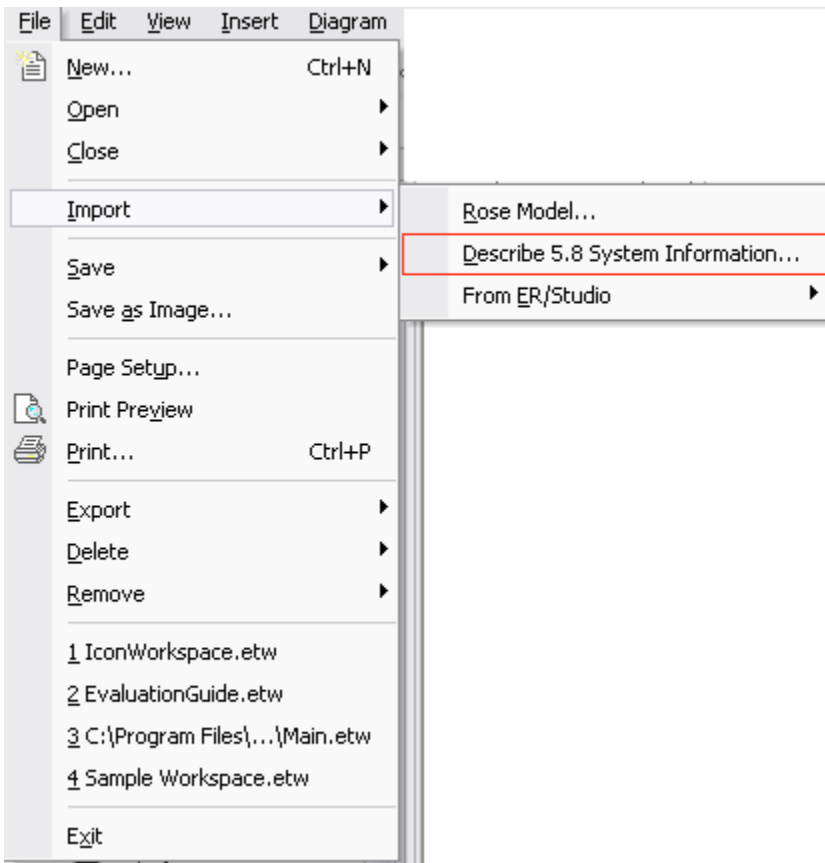 File Edit View Insert Diagram
New... Ctrl+N
Open
Close
Import
Rose Model...
Describe 5.8 System Information...
From ER/Studio
Save
Save as Image...
Page Setup...
Print Preview
Print... Ctrl+P
Export
Delete
Remove
1 IconWorkspace.etw
2 EvaluationGuide.etw
3 C:\Program Files\...\Main.etw
4 Sample Workspace.etw
Exit